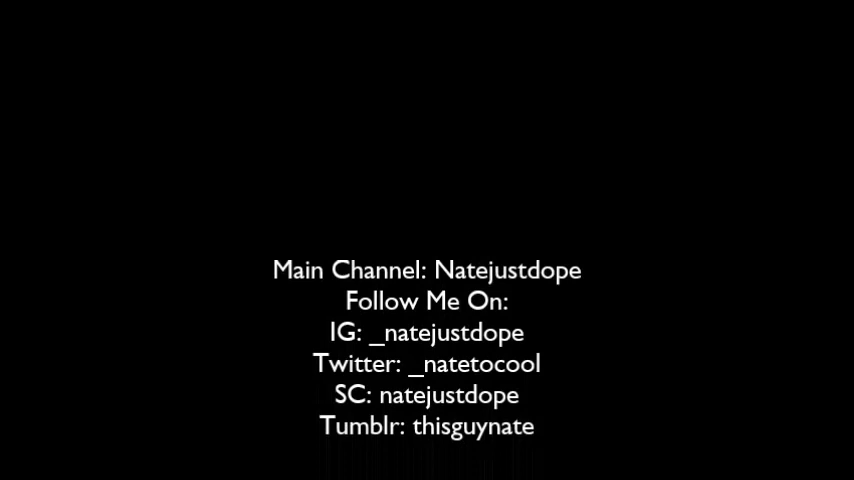 Main Channel: Natejustdope
Follow Me On:
IG: _natejustdope
Twitter: _natetocool
SC: natejustdope
Tumblr: thisguynate